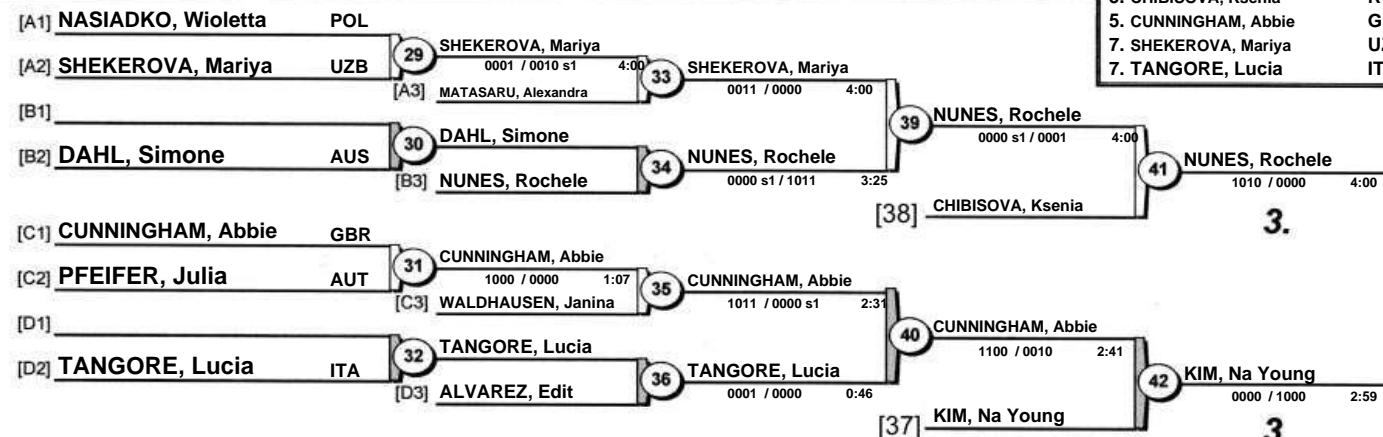 3. CHIBISOVA, Ksenia
5. CUNNINGHAM, Abbie G
7. SHEKEROVA, Mariya UZ
7. TANGORE, Lucia IT
[A1] NASIADKO, Wioletta POL
[A2] SHEKEROVA, Mariya UZB
29
SHEKEROVA, Mariya
0001 / 0010 s1 4:00
[A3] MATASARU, Alexandra
33
SHEKEROVA, Mariya
0011 / 0000 4:00
[B1]
[B2] DAHL, Simone AUS
30
DAHL, Simone
[B3] NUNES, Rochele
34
NUNES, Rochele
0000 s1 / 1011 3:25
39
NUNES, Rochele
0000 s1 / 0001 4:00
[38] CHIBISOVA, Ksenia
41
NUNES, Rochele
1010 / 0000 4:00
3.
[C1] CUNNINGHAM, Abbie GBR
[C2] PFEIFER, Julia AUT
31
CUNNINGHAM, Abbie
1000 / 0000 1:07
[C3] WALDHAUSEN, Janina
35
CUNNINGHAM, Abbie
1011 / 0000 s1 2:31
[D1]
[D2] TANGORE, Lucia ITA
32
TANGORE, Lucia
[D3] ALVAREZ, Edit
36
TANGORE, Lucia
0001 / 0000 0:46
40
CUNNINGHAM, Abbie
1100 / 0010 2:41
[37] KIM, Na Young
42
KIM, Na Young
0000 / 1000 2:59
3